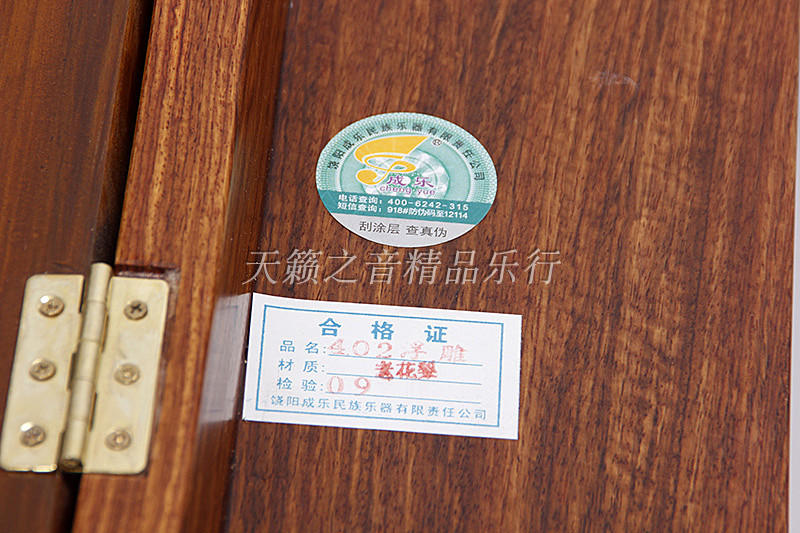 饶阳成乐民族乐器有限责任公司
成乐
cheng yue
电话查询：400-6242-315
短信查询：918#防伪码至12114
刮涂层 查真伪
天籁之音精品乐行
合格证
品名：402浮雕
材质：老花梨
检验：09
饶阳成乐民族乐器有限责任公司